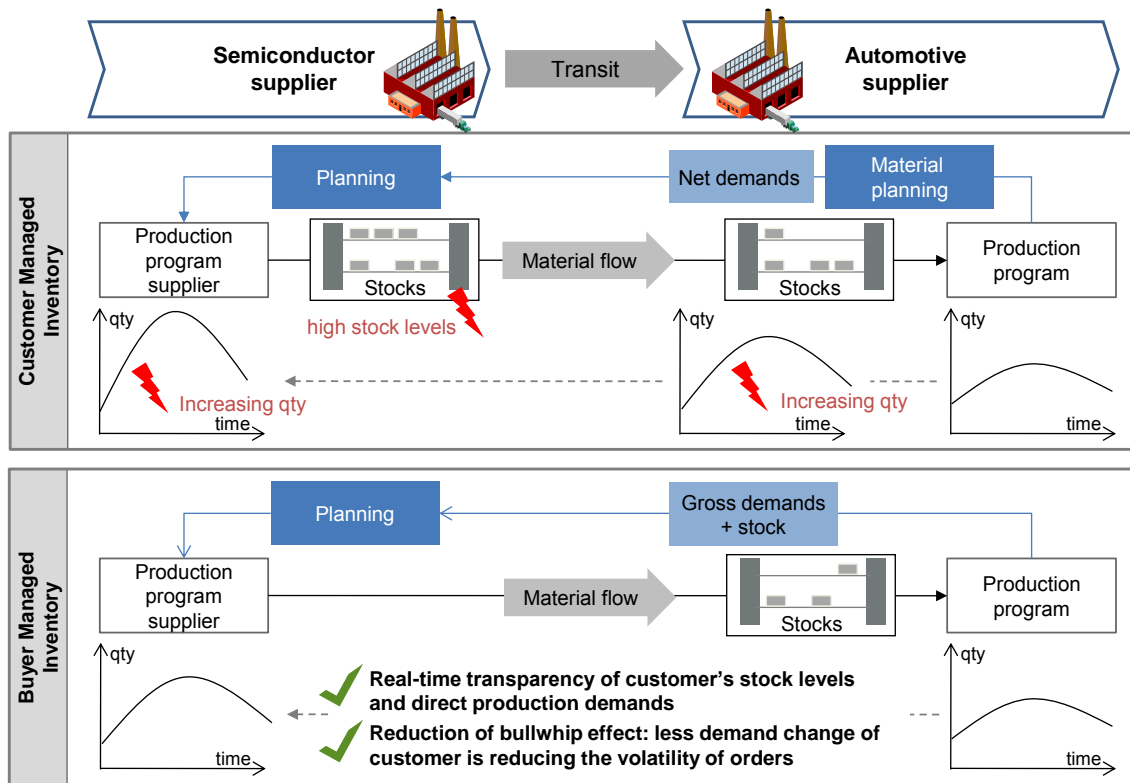 Semiconductor
supplier
Transit
Automotive
supplier
Customer Managed
Inventory
Planning
Net demands
Material
planning
Production
program
supplier
Stocks
Material flow
Stocks
Production
program
high stock levels
qty
Increasing qty
time
qty
Increasing qty
time
qty
time
Buyer Managed
Inventory
Planning
Gross demands
+ stock
Production
program
supplier
Material flow
Stocks
Production
program
qty
time
Real-time transparency of customer's stock levels
and direct production demands
Reduction of bullwhip effect: less demand change of
customer is reducing the volatility of orders
qty
time